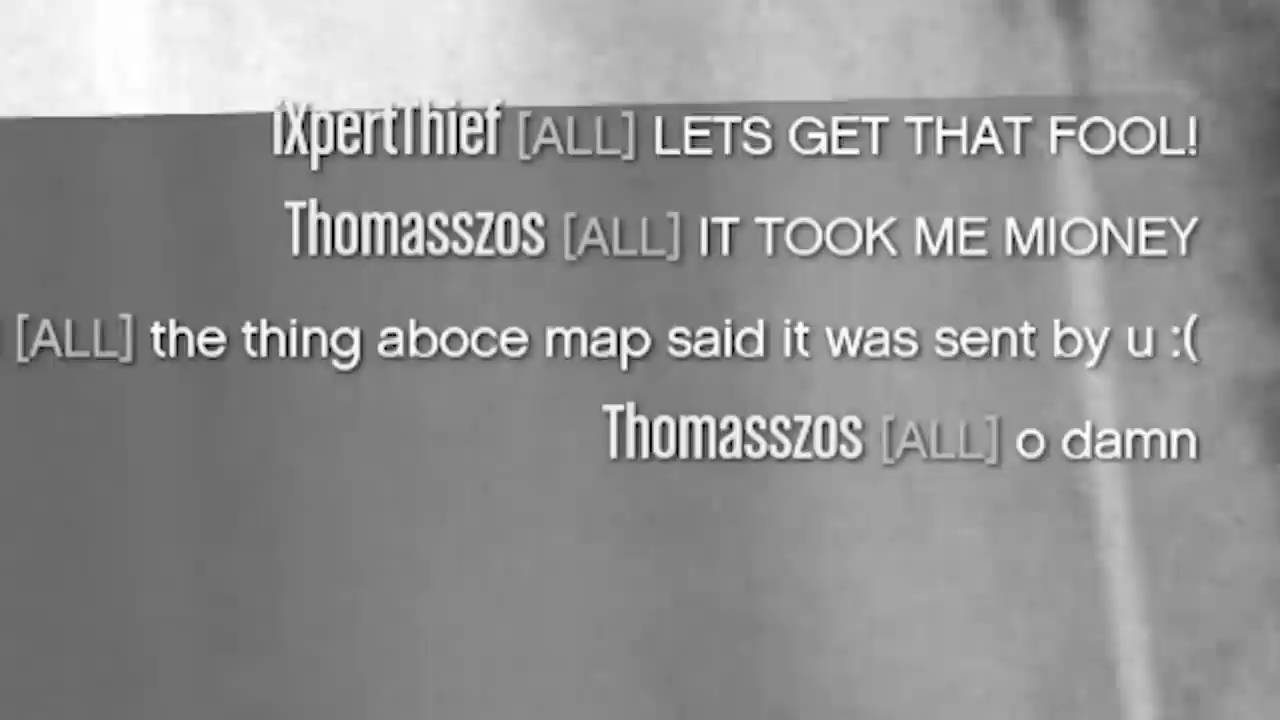 iXpertThief [ALL] LETS GET THAT FOOL!
Thomasszos [ALL] IT TOOK ME MIONEY
[ALL] the thing aboce map said it was sent by u :(
Thomasszos [ALL] o damn